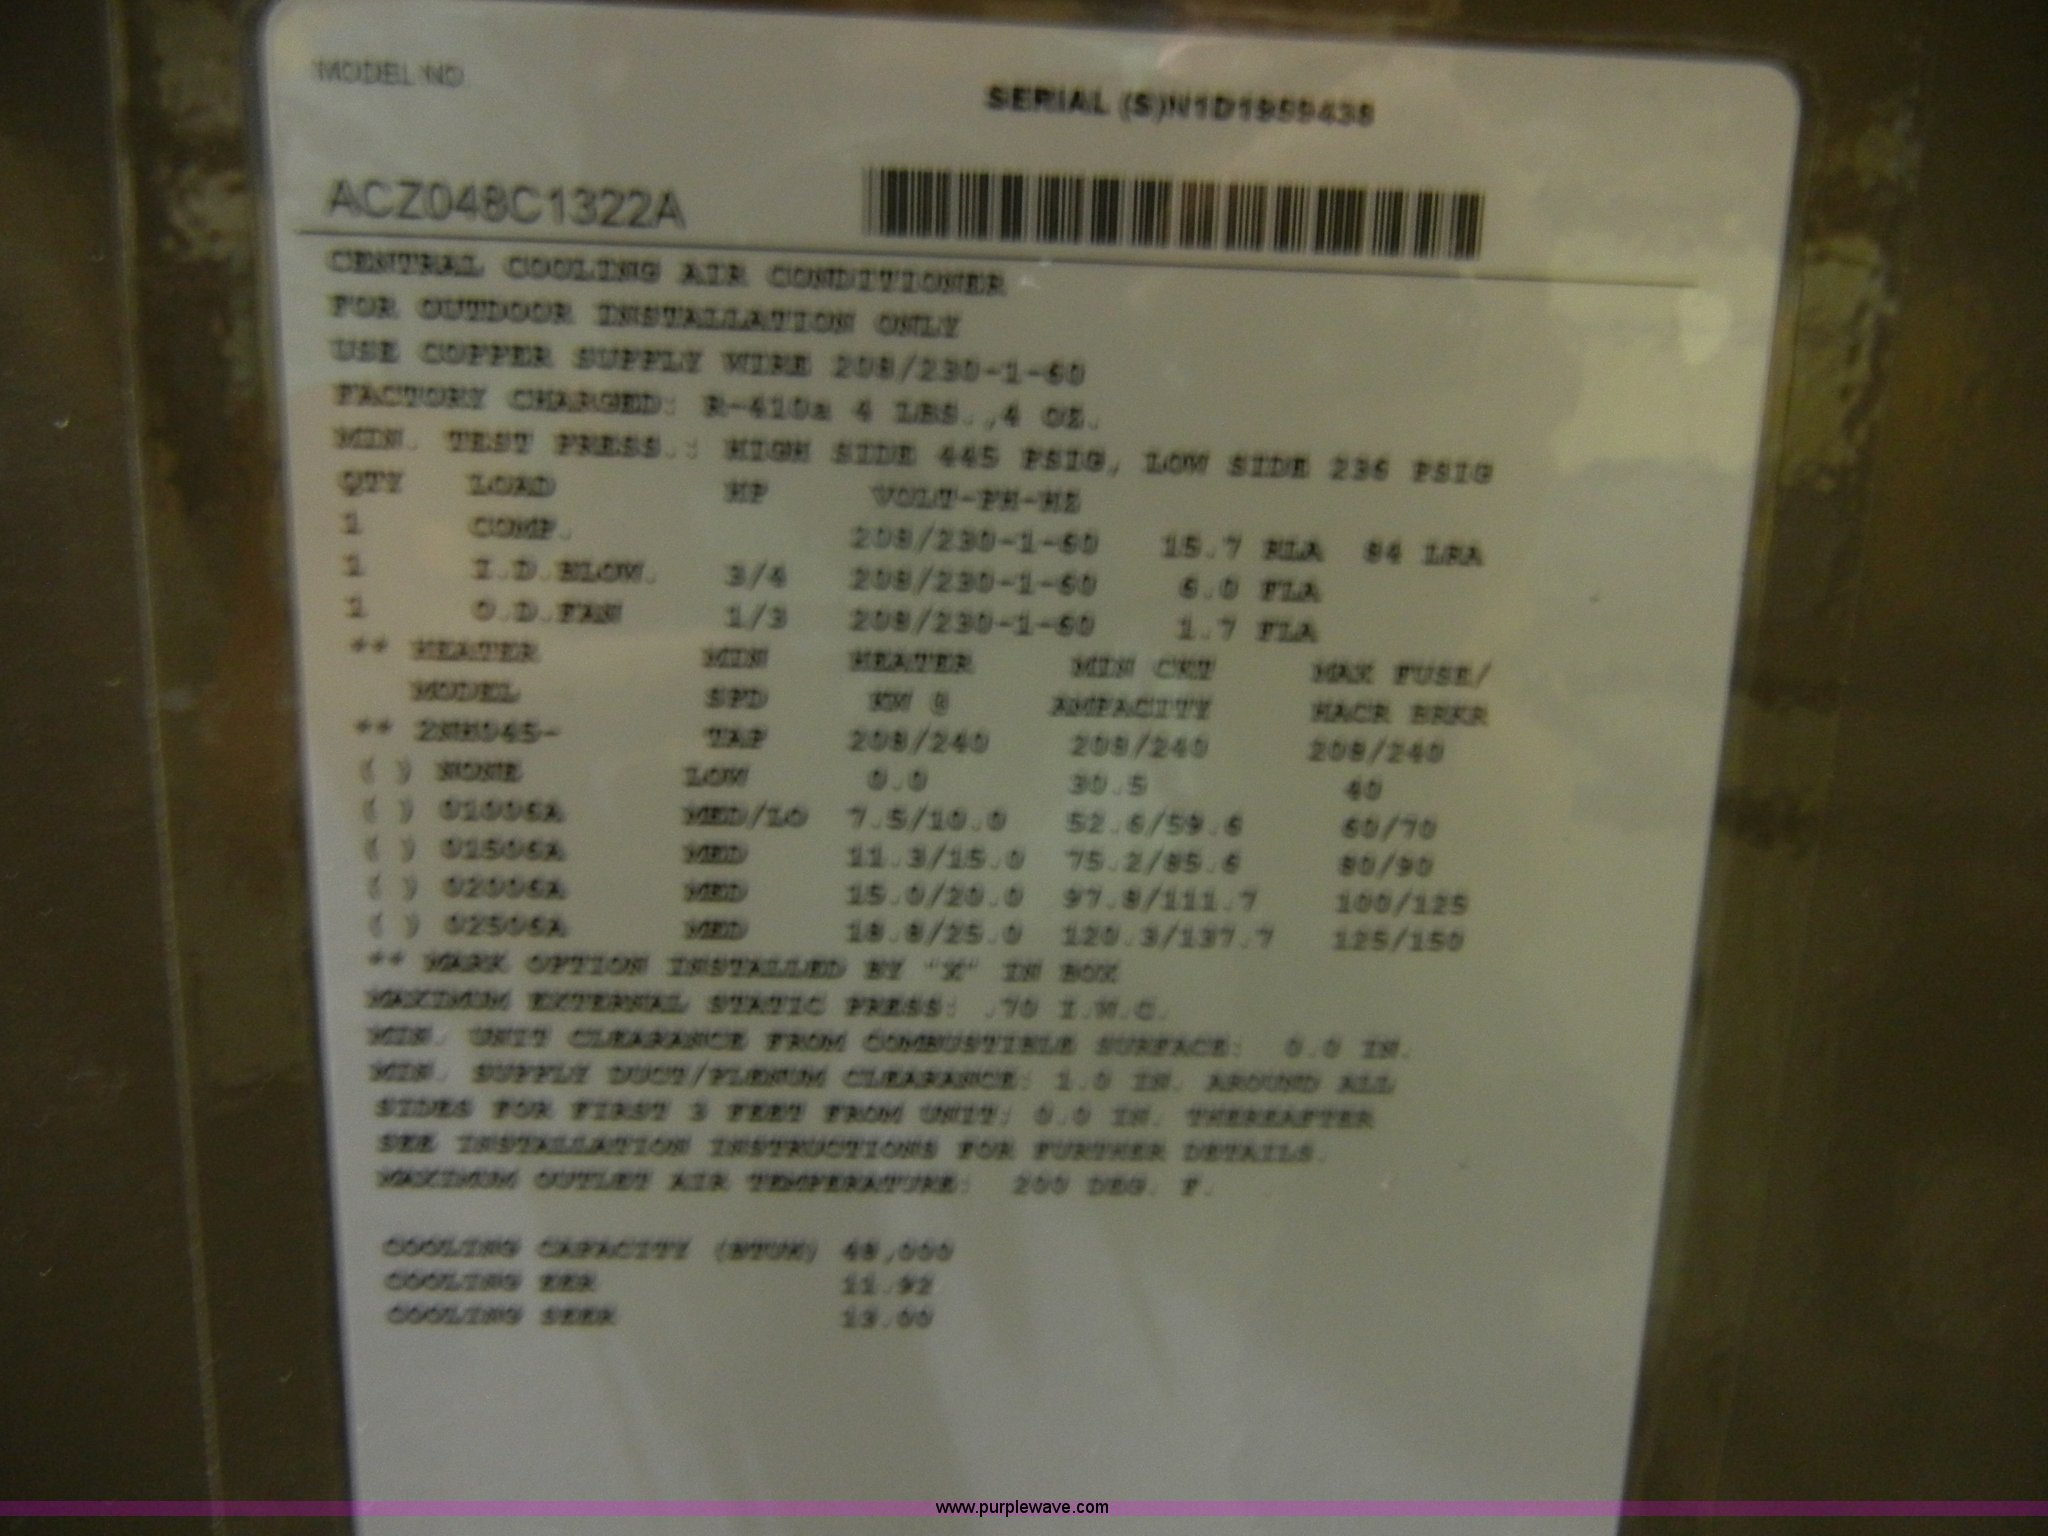 MODEL NO.
SERIAL (S)N1D1959438
ACZ048C1322A
CENTRAL COOLING AIR CONDITIONER
FOR OUTDOOR INSTALLATION ONLY
USE COPPER SUPPLY WIRE 208/230-1-60
FACTORY CHARGED: R-410a 4 LBS.,4 OZ.
MIN. TEST PRESS.: HIGH SIDE 445 PSIG, LOW SIDE 236 PSIG
QTY LOAD HP VOLT-PH-HZ
1 COMP. 208/230-1-60 15.7 RLA 84 LRA
1 I.D.BLOW. 3/4 208/230-1-60 6.0 FLA
1 O.D.FAN 1/3 208/230-1-60 1.7 FLA
** HEATER MIN HEATER MIN CKT MAX FUSE/
MODEL SPD KW @ AMPACITY HACR BRKR
** TAP 208/240 208/240 208/240
( ) NONE LOW 0.0 30.5 40
( ) 01006A MED/LO 7.5/10.0 52.6/59.6 60/70
( ) 01506A MED 11.3/15.0 75.2/85.6 80/90
( ) 02006A MED 15.0/20.0 97.8/111.7 100/125
( ) 02506A MED 18.8/25.0 120.3/137.7 125/150
** MARK OPTION INSTALLED BY "X" IN BOX
MAXIMUM EXTERNAL STATIC PRESS: .70 I.W.C.
MIN. UNIT CLEARANCE FROM COMBUSTIBLE SURFACE: 0.0 IN.
MIN. SUPPLY DUCT/PLENUM CLEARANCE: 1.0 IN. AROUND ALL
SIDES FOR FIRST 3 FEET FROM UNIT; 0.0 IN. THEREAFTER
SEE INSTALLATION INSTRUCTIONS FOR FURTHER DETAILS.
MAXIMUM OUTLET AIR TEMPERATURE: 200 DEG. F.
COOLING CAPACITY (BTUH) 48,000
COOLING EER 11.92
COOLING SEER 13.00
www.purplewave.com